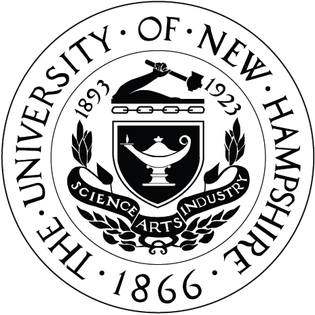 · THE · UNIVERSITY · OF · NEW · HAMPSHIRE ·
1866
1893 1923
SCIENCE ARTS INDUSTRY